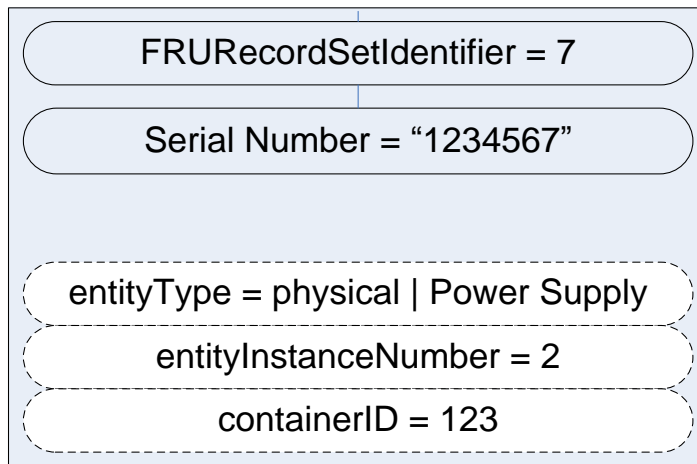 FRURecordSetIdentifier = 7
Serial Number = “1234567”
entityType = physical | Power Supply
entityInstanceNumber = 2
containerID = 123